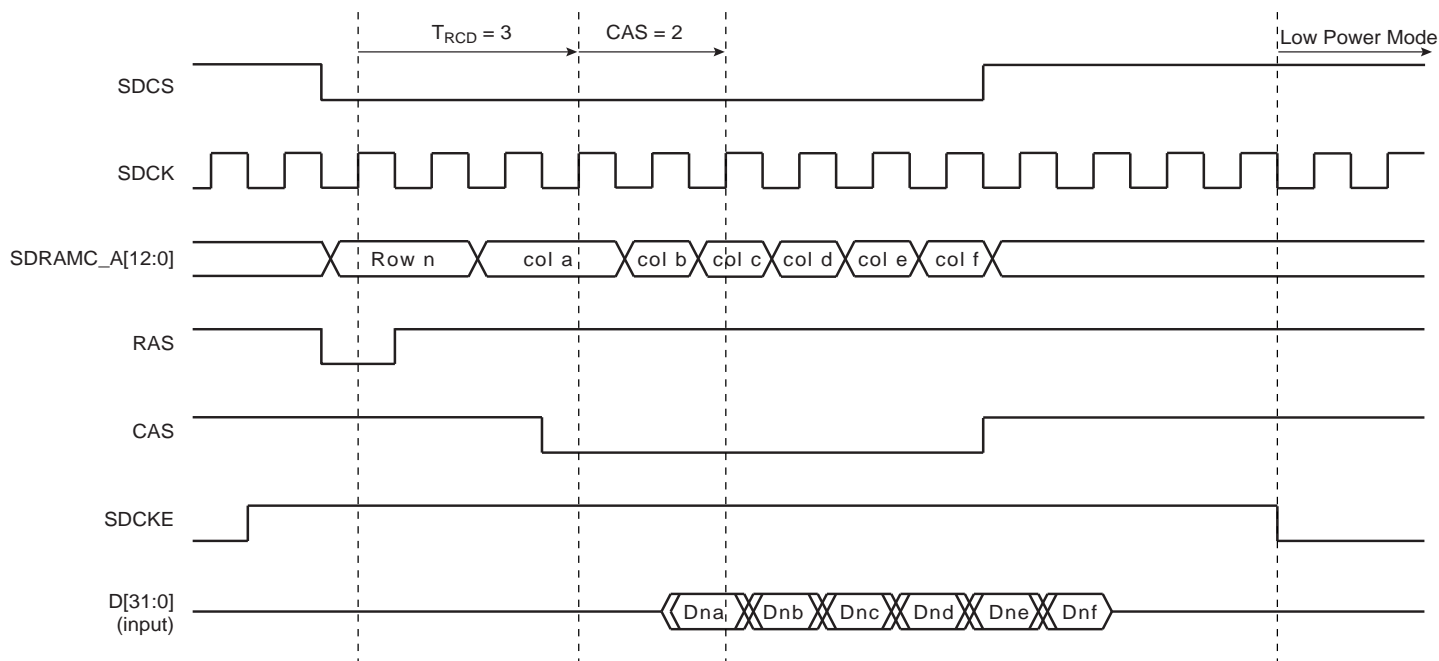 T_RCD = 3
CAS = 2
Low Power Mode
SDCS
SDCK
SDRAMC_A[12:0]
Row n
col a
col b
col c
col d
col e
col f
RAS
CAS
SDCKE
D[31:0]
(input)
Dna
Dnb
Dnc
Dnd
Dne
Dnf